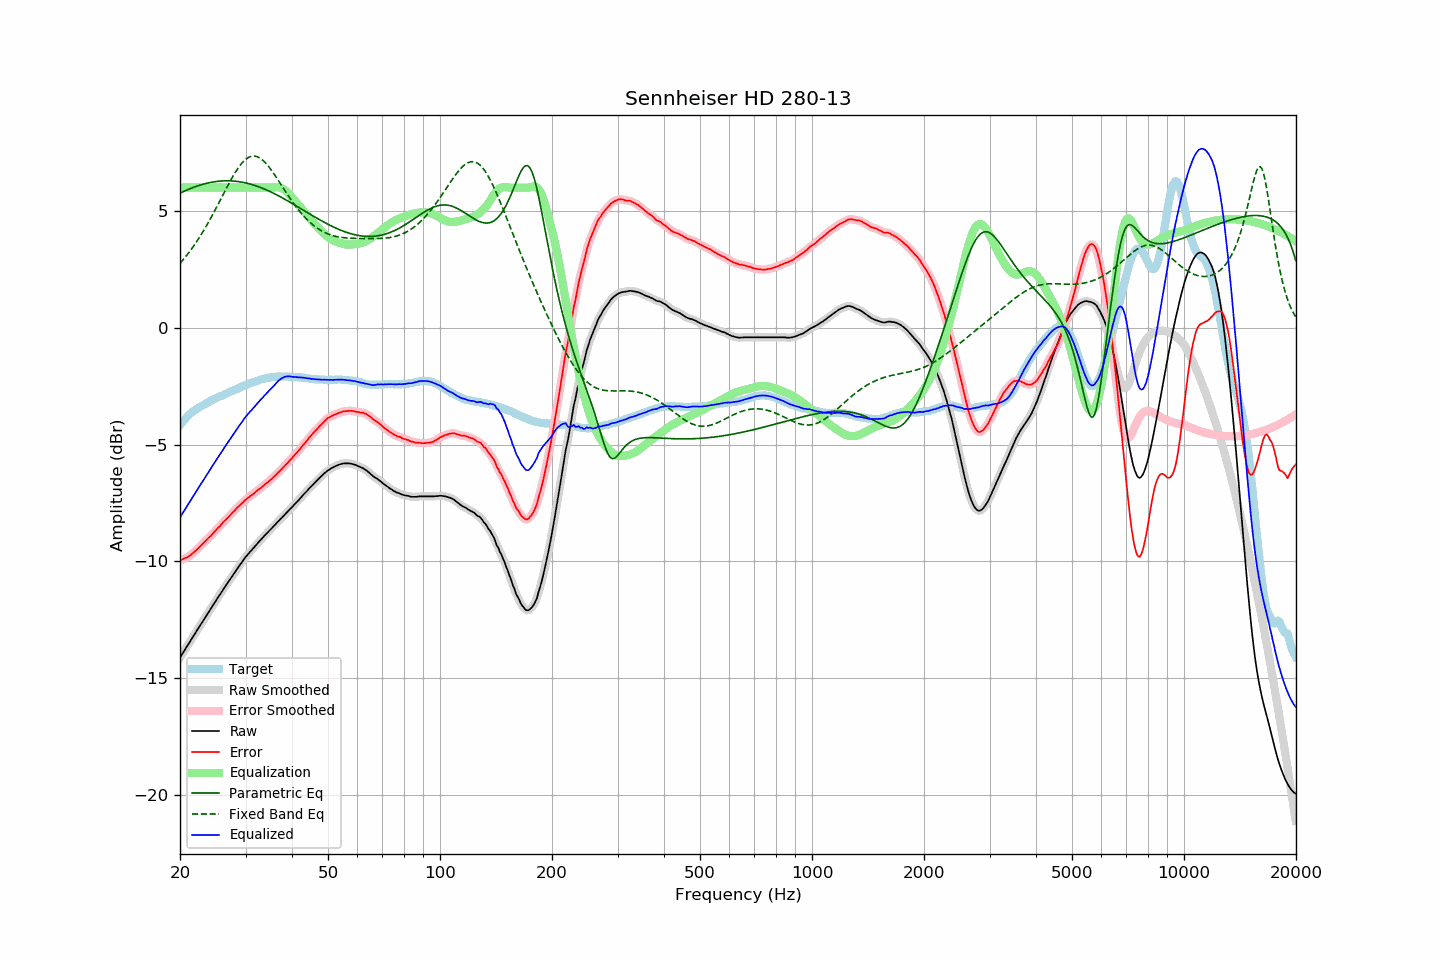 Sennheiser HD 280-13
Amplitude (dBr)
5
0
−5
−10
−15
−20
Target
Raw Smoothed
Error Smoothed
Raw
Error
Equalization
Parametric Eq
Fixed Band Eq
Equalized
20 50 100 200 500 1000 2000 5000 10000 20000
Frequency (Hz)